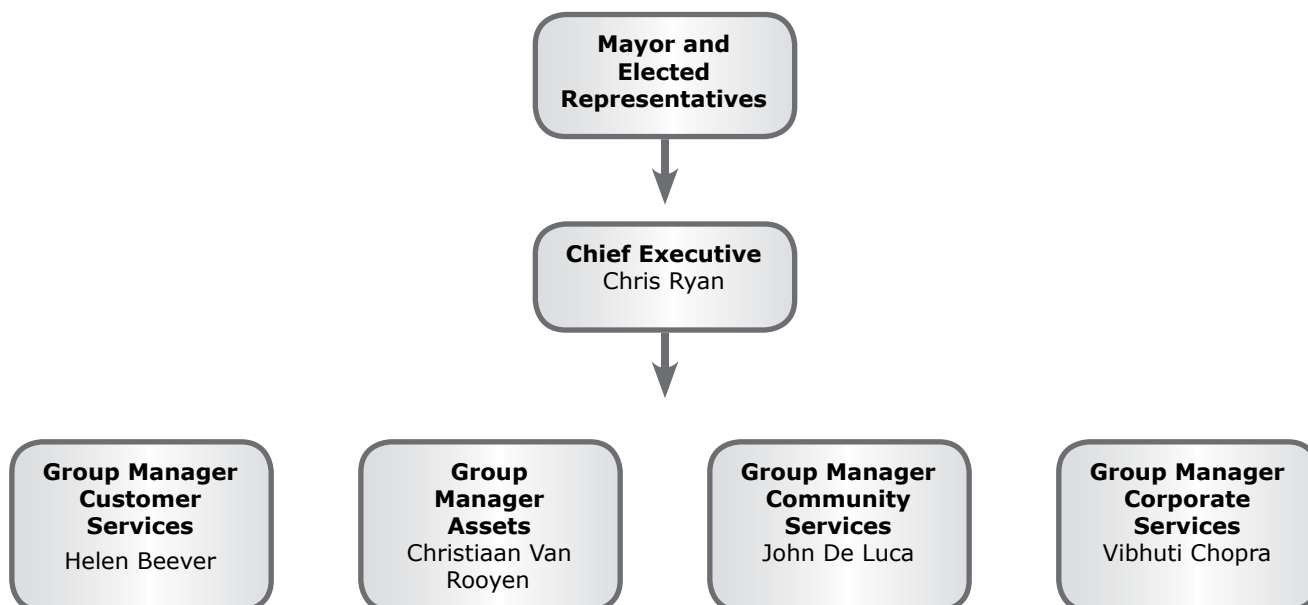 Mayor and
Elected
Representatives
Chief Executive
Chris Ryan
Group Manager
Customer
Services
Helen Beever
Group
Manager
Assets
Christiaan Van
Rooyen
Group Manager
Community
Services
John De Luca
Group Manager
Corporate
Services
Vibhuti Chopra